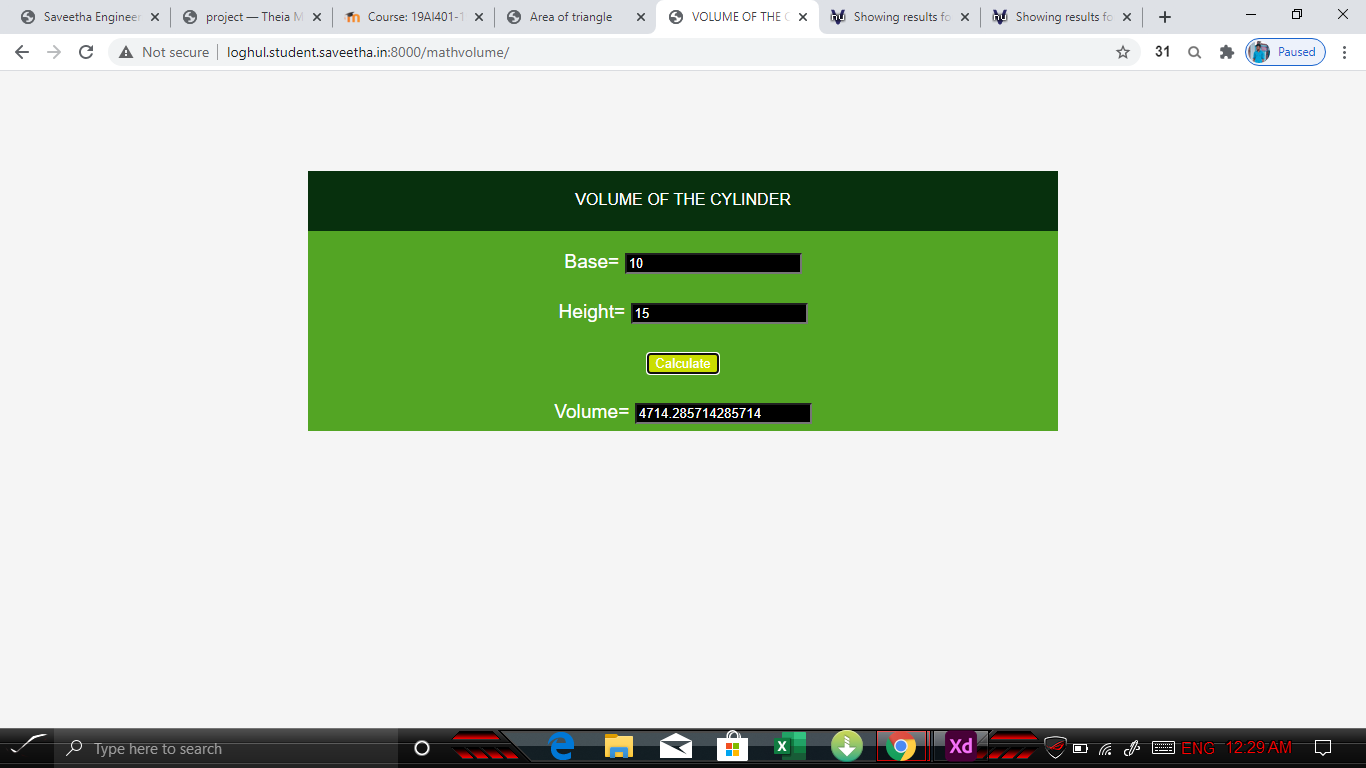 Saveetha Engineer
project — Theia M
Course: 19AI401-1
Area of triangle
VOLUME OF THE C
Showing results fo
Showing results fo
Not secure
loghul.student.saveetha.in:8000/mathvolume/
31
Paused
VOLUME OF THE CYLINDER
Base= 10
Height= 15
Calculate
Volume= 4714.285714285714
Type here to search
Xd
ENG 12:29 AM